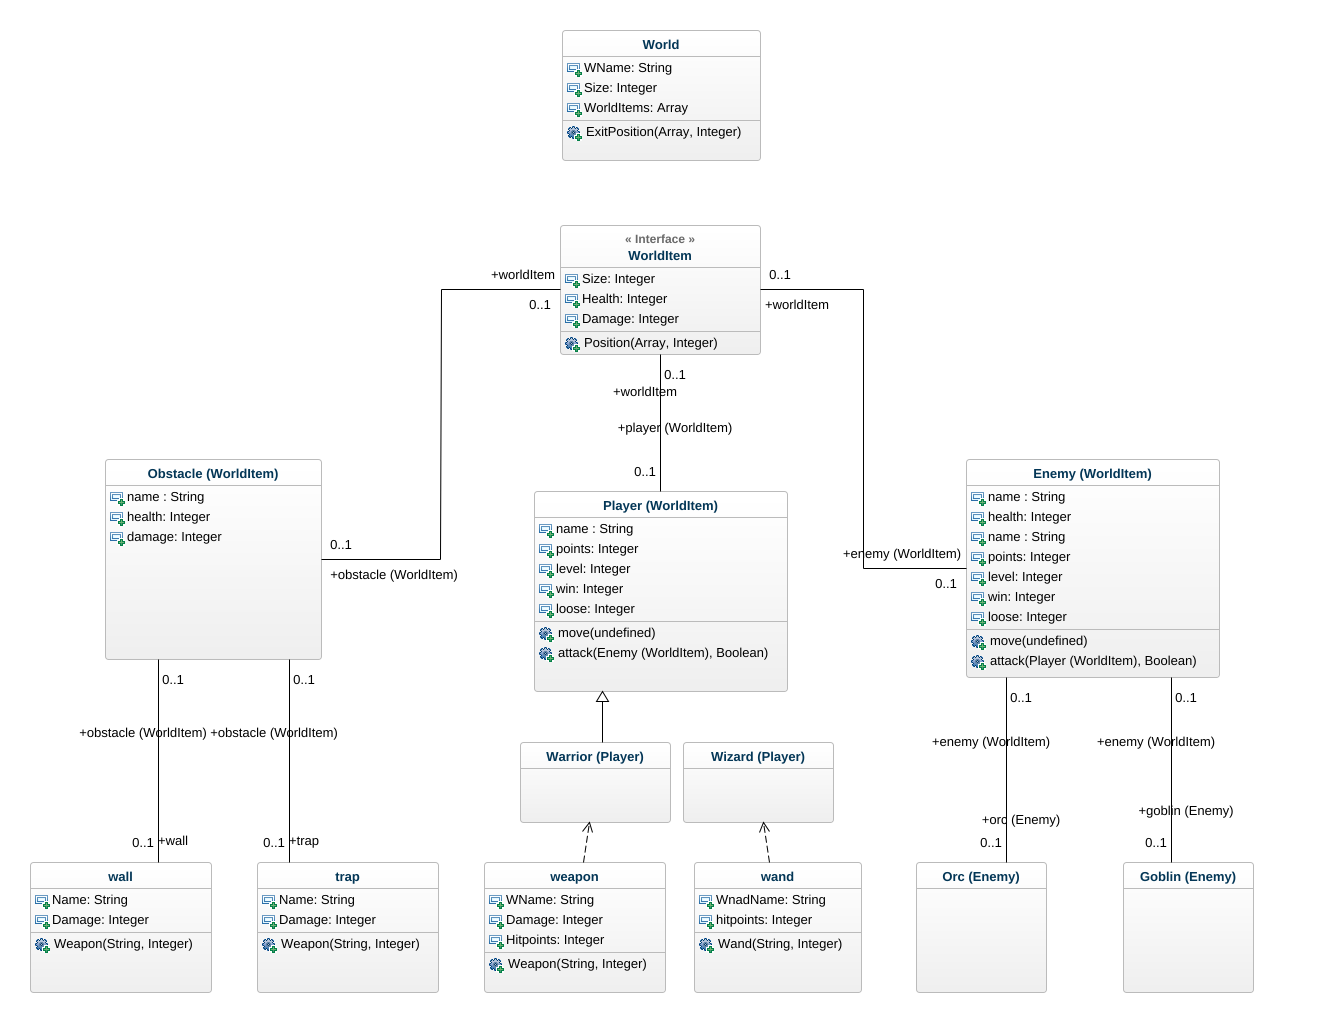 World
WName: String
Size: Integer
WorldItems: Array
ExitPosition(Array, Integer)
« Interface »
WorldItem
Size: Integer
Health: Integer
Damage: Integer
Position(Array, Integer)
+worldItem
0..1
0..1
+worldItem
0..1
+worldItem
+player (WorldItem)
0..1
Obstacle (WorldItem)
name : String
health: Integer
damage: Integer
0..1
+obstacle (WorldItem)
Player (WorldItem)
name : String
points: Integer
level: Integer
win: Integer
loose: Integer
move(undefined)
attack(Enemy (WorldItem), Boolean)
Enemy (WorldItem)
name : String
health: Integer
name : String
points: Integer
level: Integer
win: Integer
loose: Integer
move(undefined)
attack(Player (WorldItem), Boolean)
+enemy (WorldItem)
0..1
0..1
0..1
+obstacle (WorldItem)
+obstacle (WorldItem)
0..1
+wall
0..1
+trap
Warrior (Player)
Wizard (Player)
0..1
0..1
+enemy (WorldItem)
+enemy (WorldItem)
+orc (Enemy)
0..1
+goblin (Enemy)
0..1
wall
Name: String
Damage: Integer
Weapon(String, Integer)
trap
Name: String
Damage: Integer
Weapon(String, Integer)
weapon
WName: String
Damage: Integer
Hitpoints: Integer
Weapon(String, Integer)
wand
WnadName: String
hitpoints: Integer
Wand(String, Integer)
Orc (Enemy)
Goblin (Enemy)